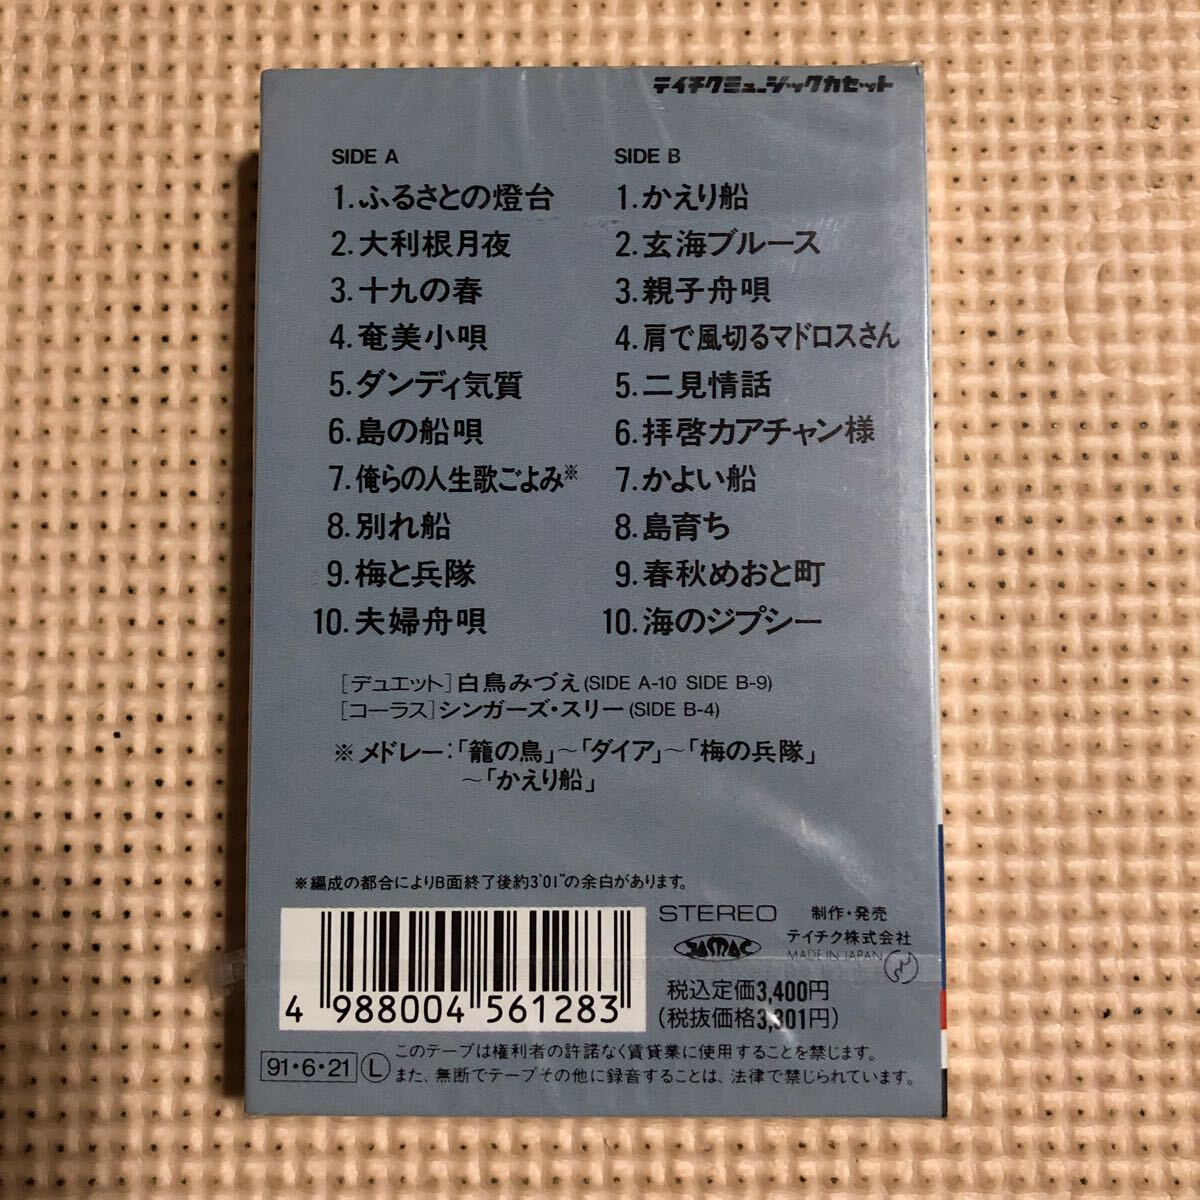 テイチクミュージックカセット
SIDE A
1.ふるさとの燈台
2.大利根月夜
3.十九の春
4.奄美小唄
5.ダンディ気質
6.島の船唄
7.俺らの人生歌ごよみ※
8.別れ船
9.梅と兵隊
10.夫婦舟唄
SIDE B
1.かえり船
2.玄海ブルース
3.親子舟唄
4.肩で風切るマドロスさん
5.二見情話
6.拝啓カアチャン様
7.かよい船
8.島育ち
9.春秋めおと町
10.海のジプシー
[デュエット]白鳥みづえ(SIDE A-10 SIDE B-9)
[コーラス]シンガーズ・スリー(SIDE B-4)
※メドレー:「籠の鳥」~「ダイア」~「梅の兵隊」
~「かえり船」
※編成の都合によりB面終了後約3'01"の余白があります。
STEREO
制作・発売
テイチク株式会社
MADE IN JAPAN
税込定価3,400円
(税抜価格3,301円)
4 988004 561283
91・6・21 L
このテープは権利者の許諾なく賃貸業に使用することを禁じます。
また、無断でテープその他に録音することは、法律で禁じられています。